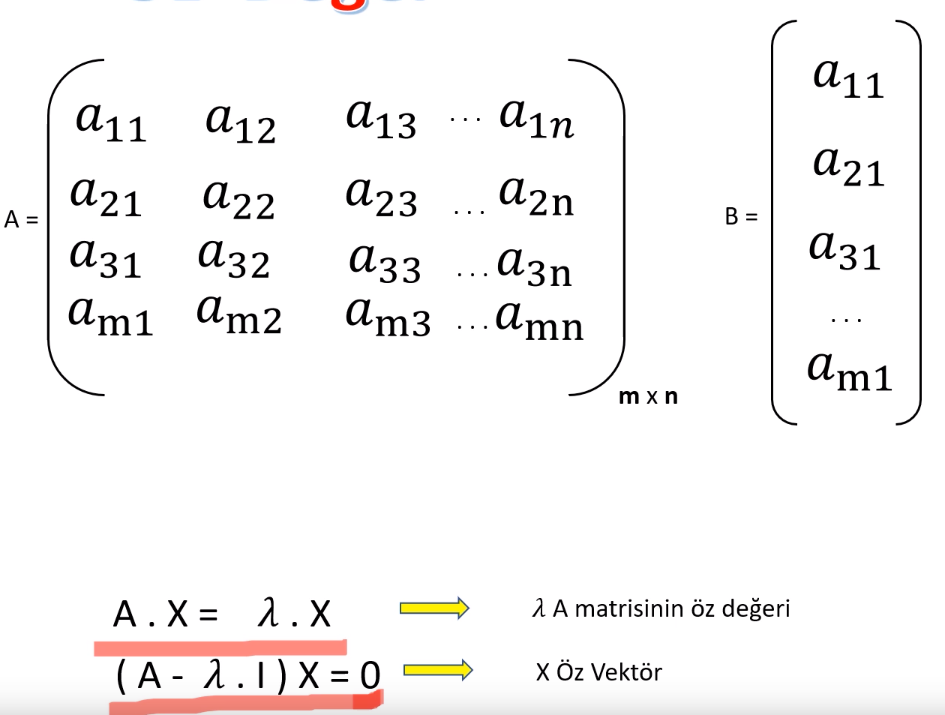 A =
a₁₁ a₁₂ a₁₃ ... a₁ₙ
a₂₁ a₂₂ a₂₃ ... a₂ₙ
a₃₁ a₃₂ a₃₃ ... a₃ₙ
aₘ₁ aₘ₂ aₘ₃ ... aₘₙ
m x n
B =
a₁₁
a₂₁
a₃₁
...
aₘ₁
A . X = λ . X
λ A matrisinin öz değeri
( A - λ . I ) X = 0
X Öz Vektör